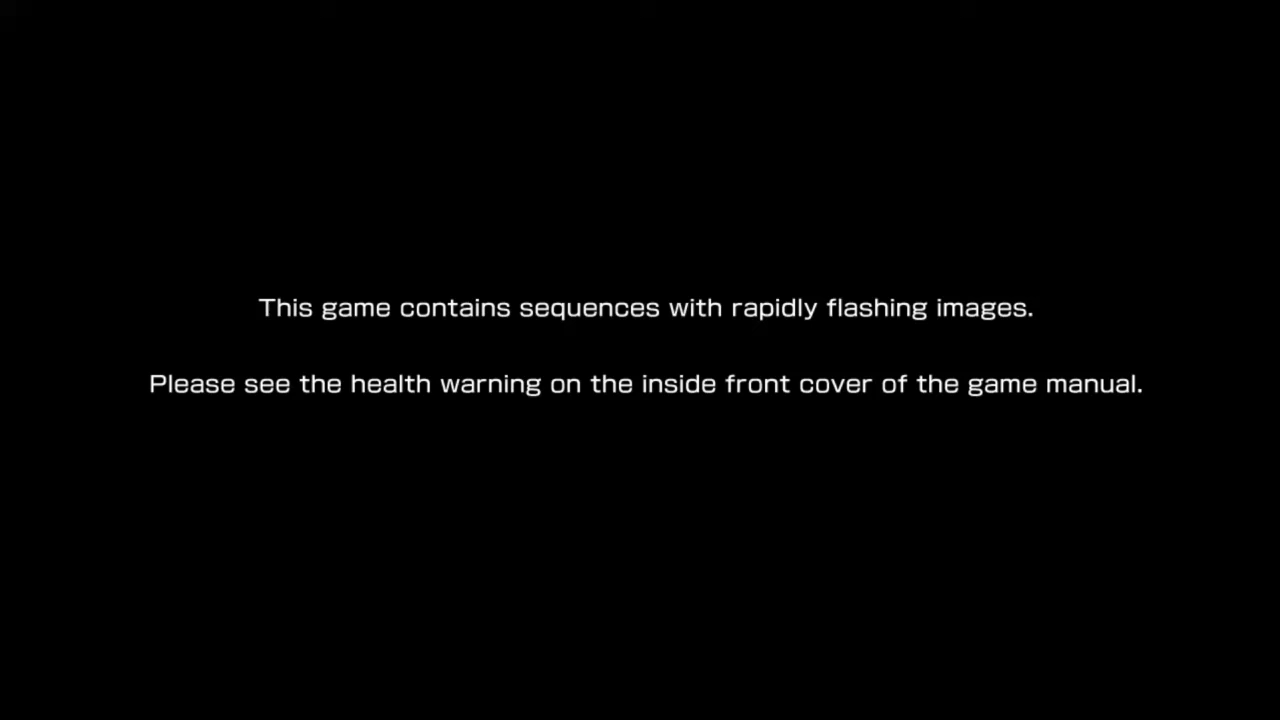 This game contains sequences with rapidly flashing images.
Please see the health warning on the inside front cover of the game manual.